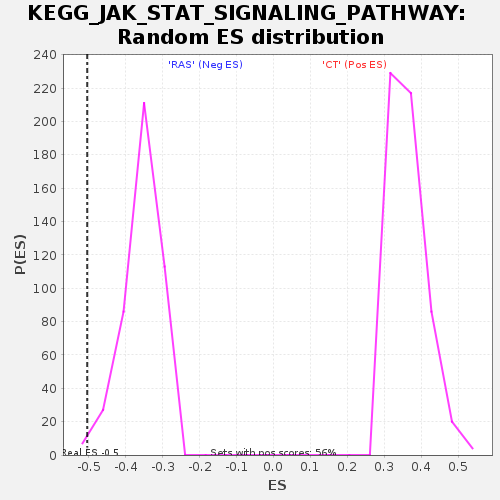 KEGG_JAK_STAT_SIGNALING_PATHWAY:
Random ES distribution
'RAS' (Neg ES)
'CT' (Pos ES)
240
220
200
180
160
140
120
100
80
60
40
20
0
P(ES)
Real ES -0.5
Sets with pos scores: 56%
-0.5 -0.4 -0.3 -0.2 -0.1 0.0 0.1 0.2 0.3 0.4 0.5
ES